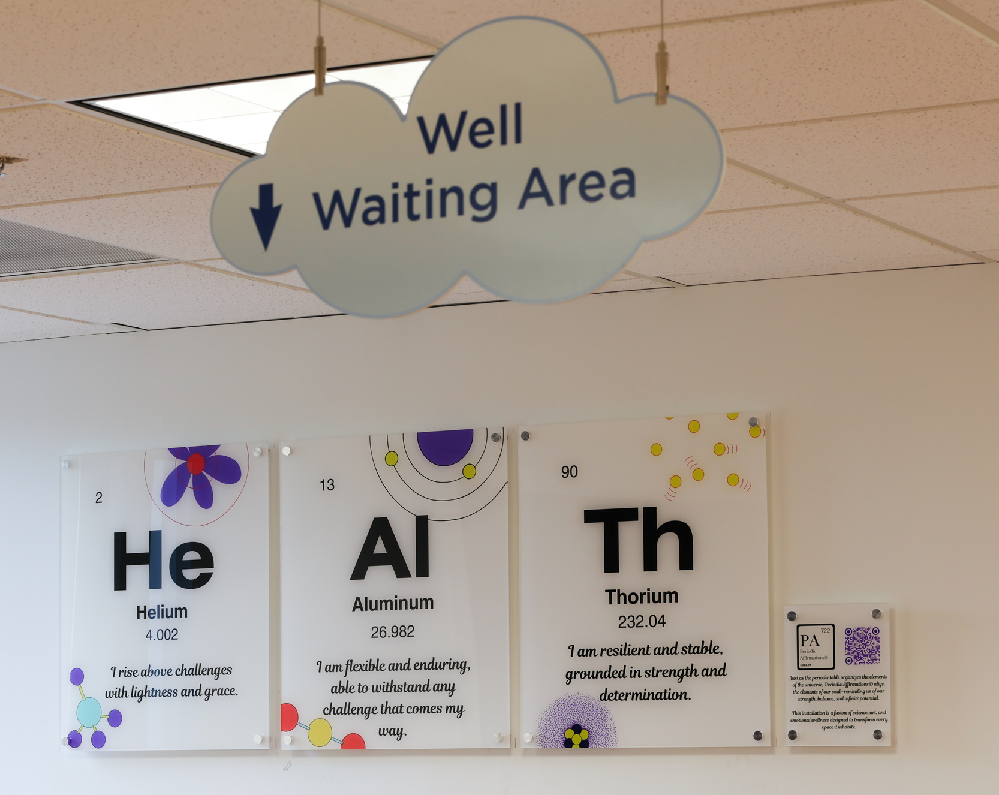 Well
Waiting Area
2
He
Helium
4.002
I rise above challenges
with lightness and grace.
13
Al
Aluminum
26.982
I am flexible and enduring,
able to withstand any
challenge that comes my
way.
90
Th
Thorium
232.04
I am resilient and stable,
grounded in strength and
determination.
722
PA
Periodic
Affirmations©
1013.24
Just as the periodic table organizes the elements
of the universe, Periodic Affirmations© align
the elements of our soul—reminding us of our
strength, balance, and infinite potential.
This installation is a fusion of science, art, and
emotional wellness designed to transform every
space it inhabits.